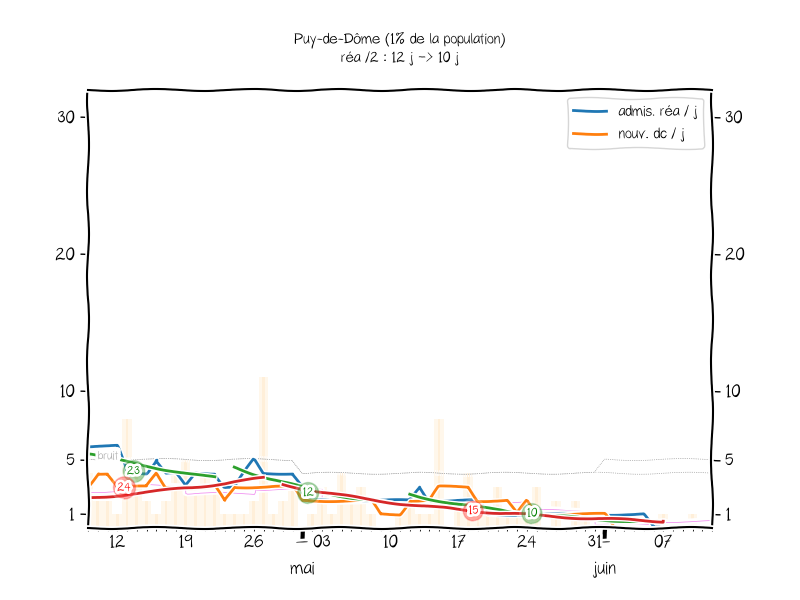 Puy-de-Dôme (1% de la population)
réa /2 : 12 j -> 10 j
admis. réa / j
nouv. dc / j
30 30
20 20
10 10
5 5
1 1
bruit
23
24
12
15
10
12 19 26 03 10 17 24 31 07
mai juin